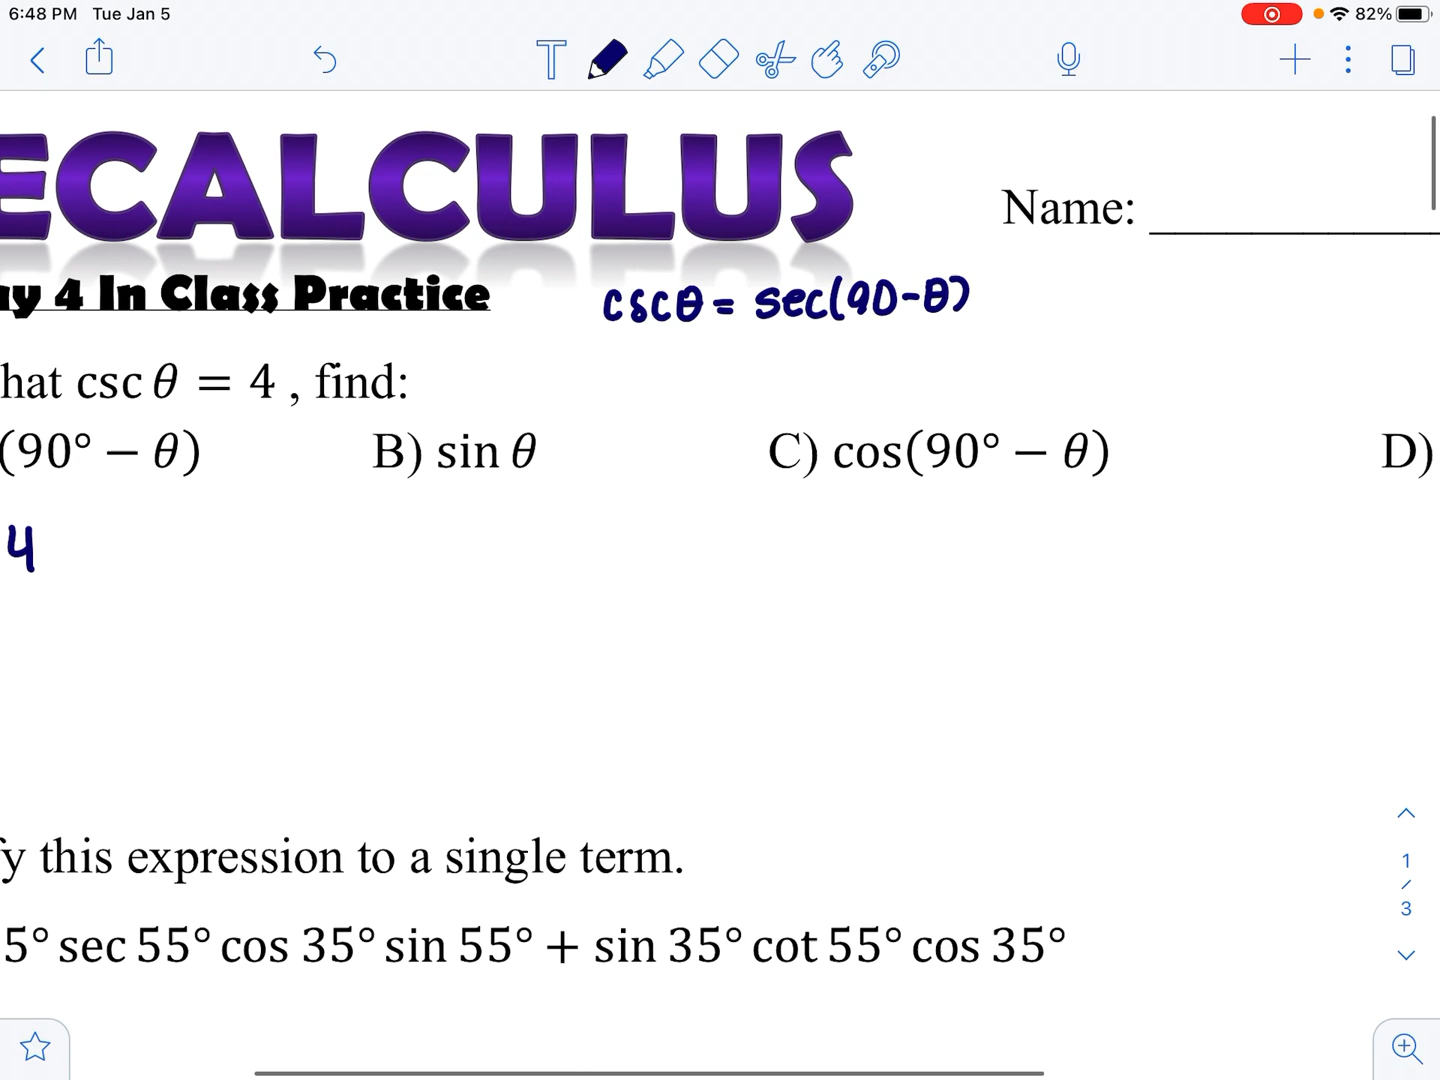 6:48 PM Tue Jan 5 82%
ECALCULUS
Name:
ay 4 In Class Practice cscθ = sec(90-θ)
hat csc θ = 4 , find:
(90° − θ) B) sin θ C) cos(90° − θ) D)
4
fy this expression to a single term.
5° sec 55° cos 35° sin 55° + sin 35° cot 55° cos 35°
1
/
3